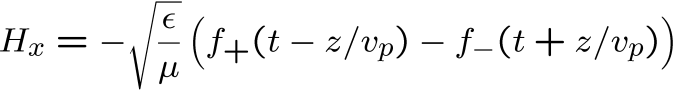 H_x = -\sqrt{\frac{\epsilon}{\mu}} \left( f_+(t - z/v_p) - f_-(t + z/v_p) \right)